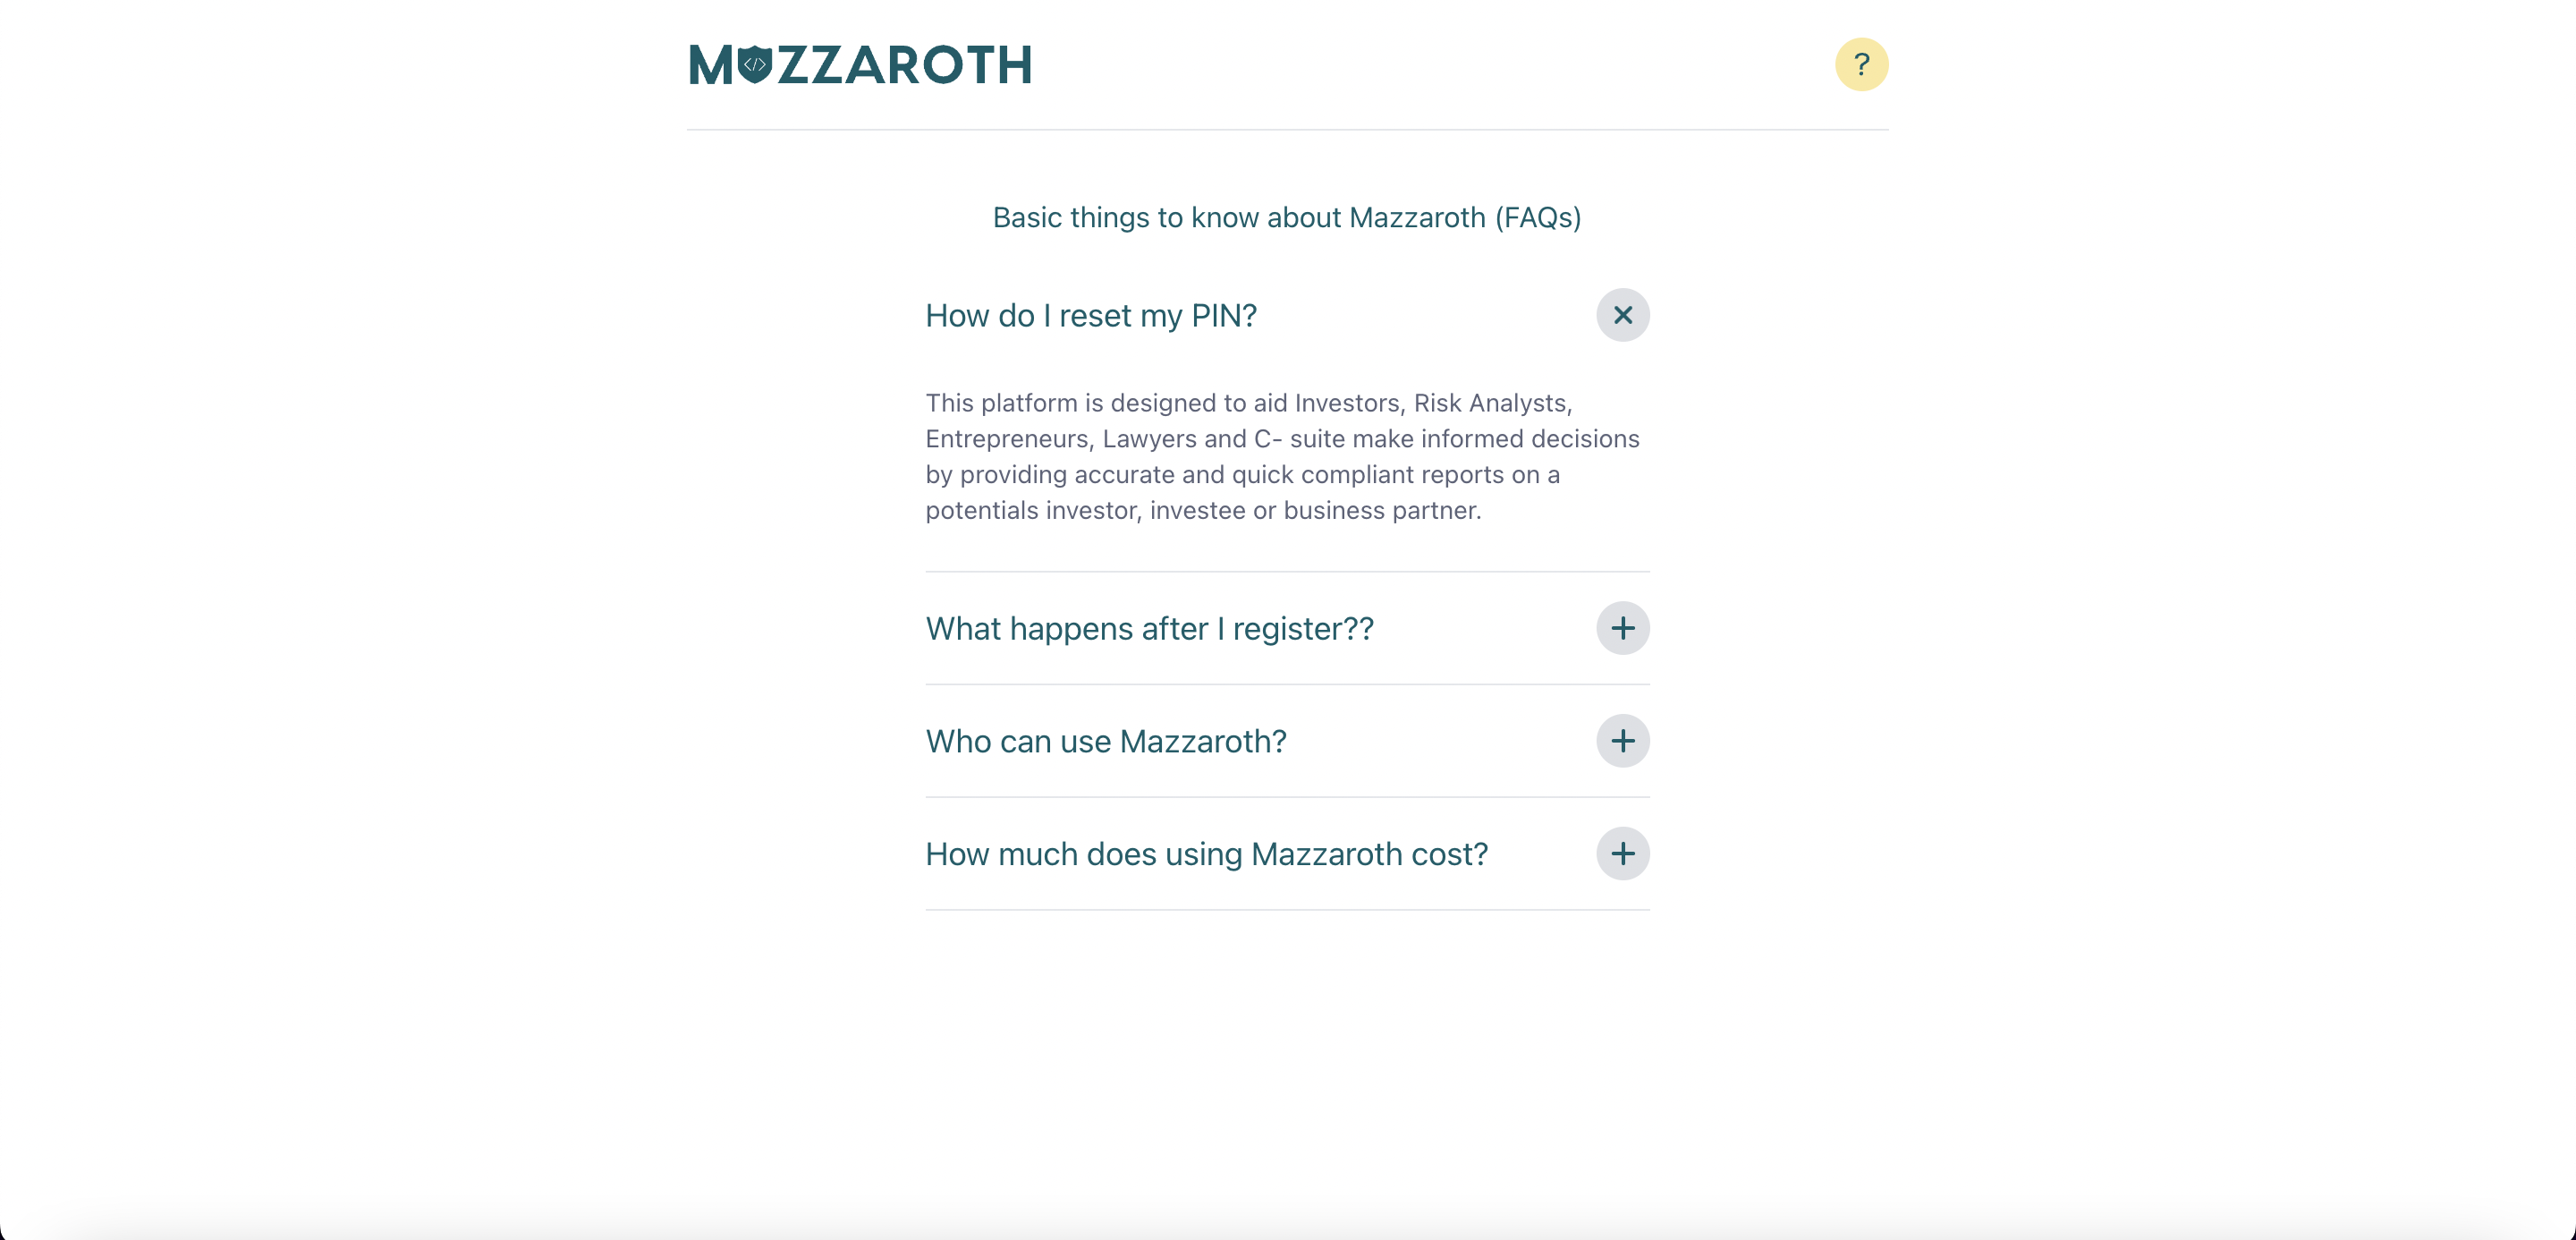 MAZZAROTH
?
Basic things to know about Mazzaroth (FAQs)
How do I reset my PIN?
This platform is designed to aid Investors, Risk Analysts,
Entrepreneurs, Lawyers and C- suite make informed decisions
by providing accurate and quick compliant reports on a
potentials investor, investee or business partner.
What happens after I register??
Who can use Mazzaroth?
How much does using Mazzaroth cost?